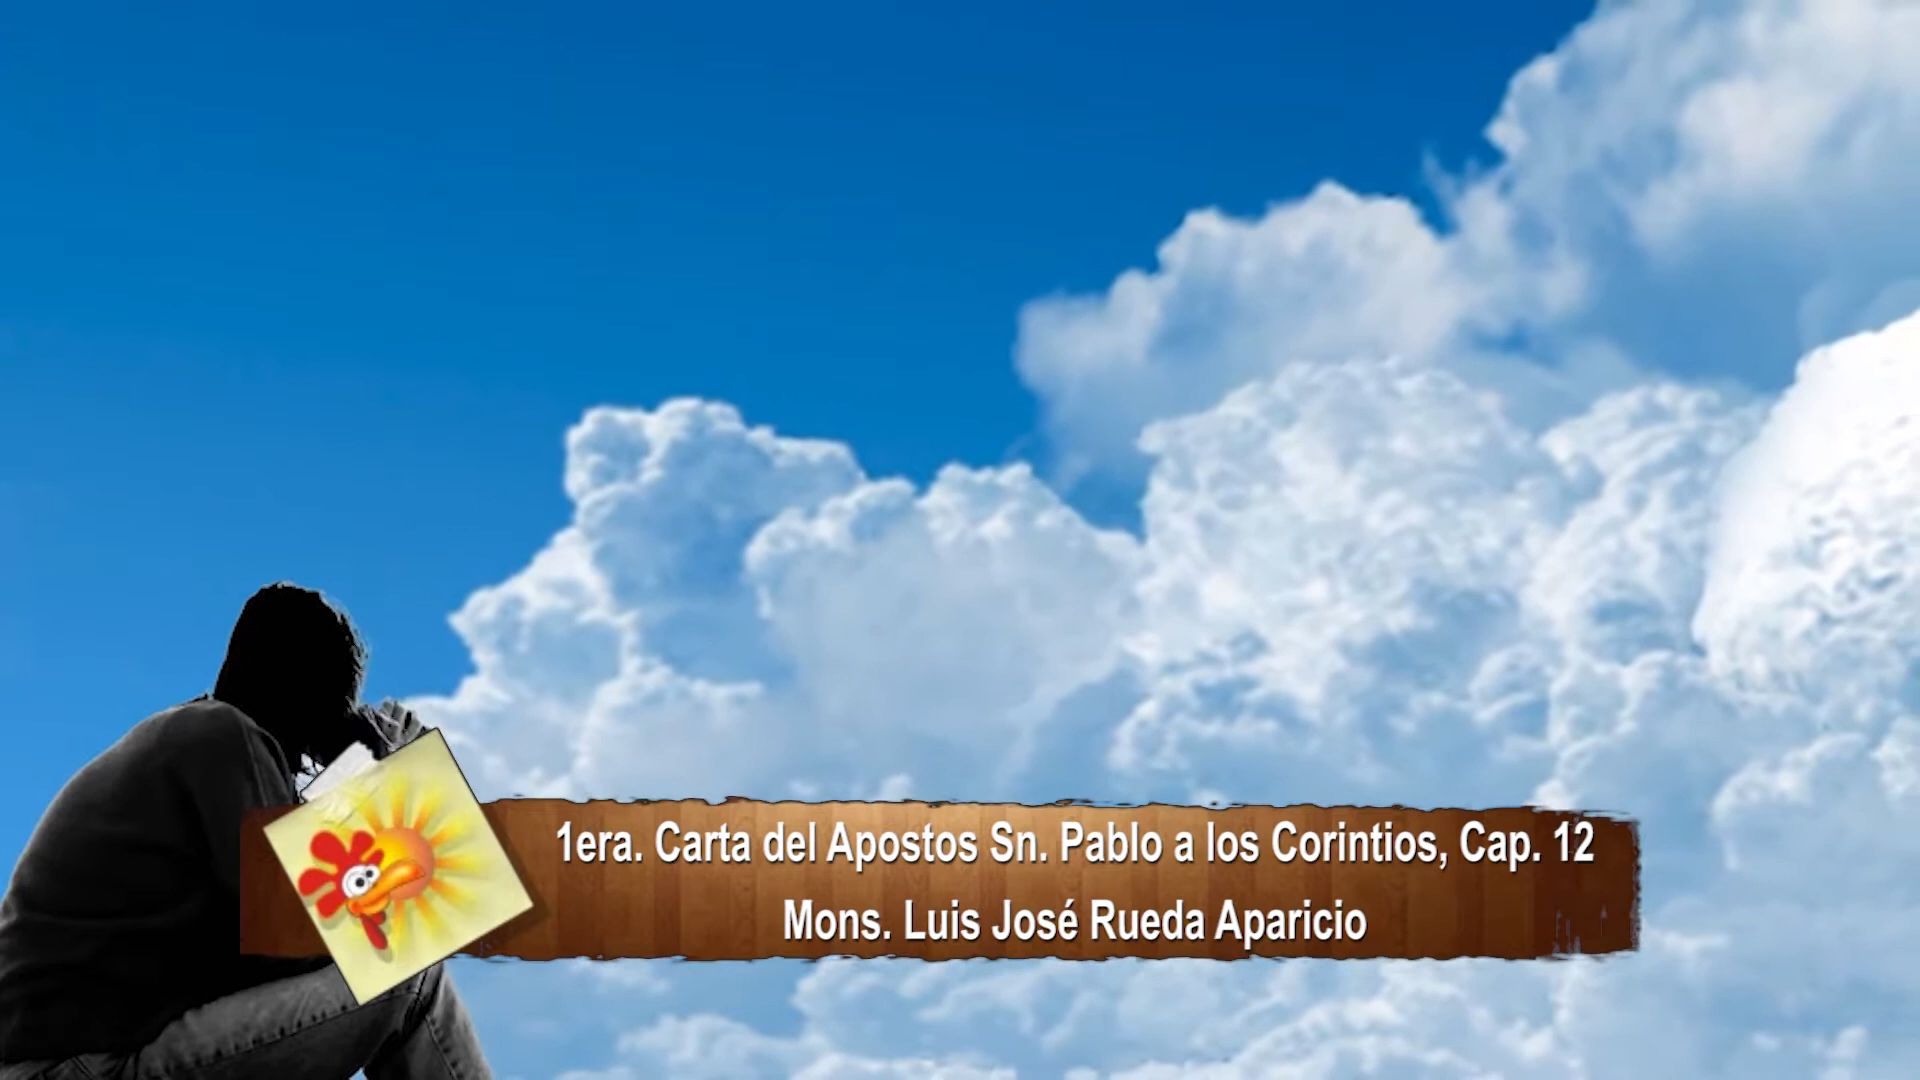 1era. Carta del Apostos Sn. Pablo a los Corintios, Cap. 12
Mons. Luis José Rueda Aparicio